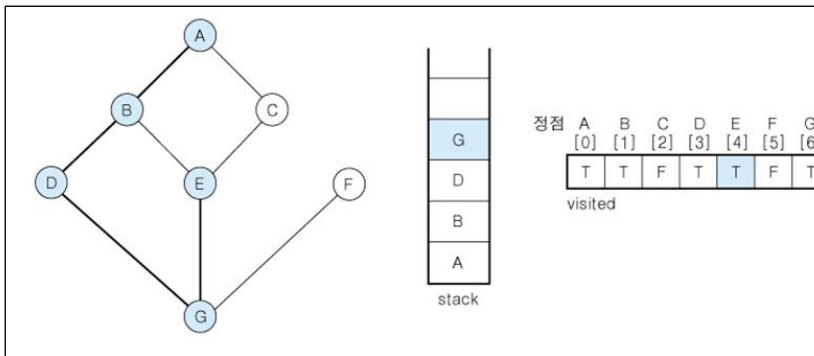 A
B
C
D
E
F
G
G
D
B
A
stack
정점 A B C D E F G
[0] [1] [2] [3] [4] [5] [6
T T F T T F T
visited